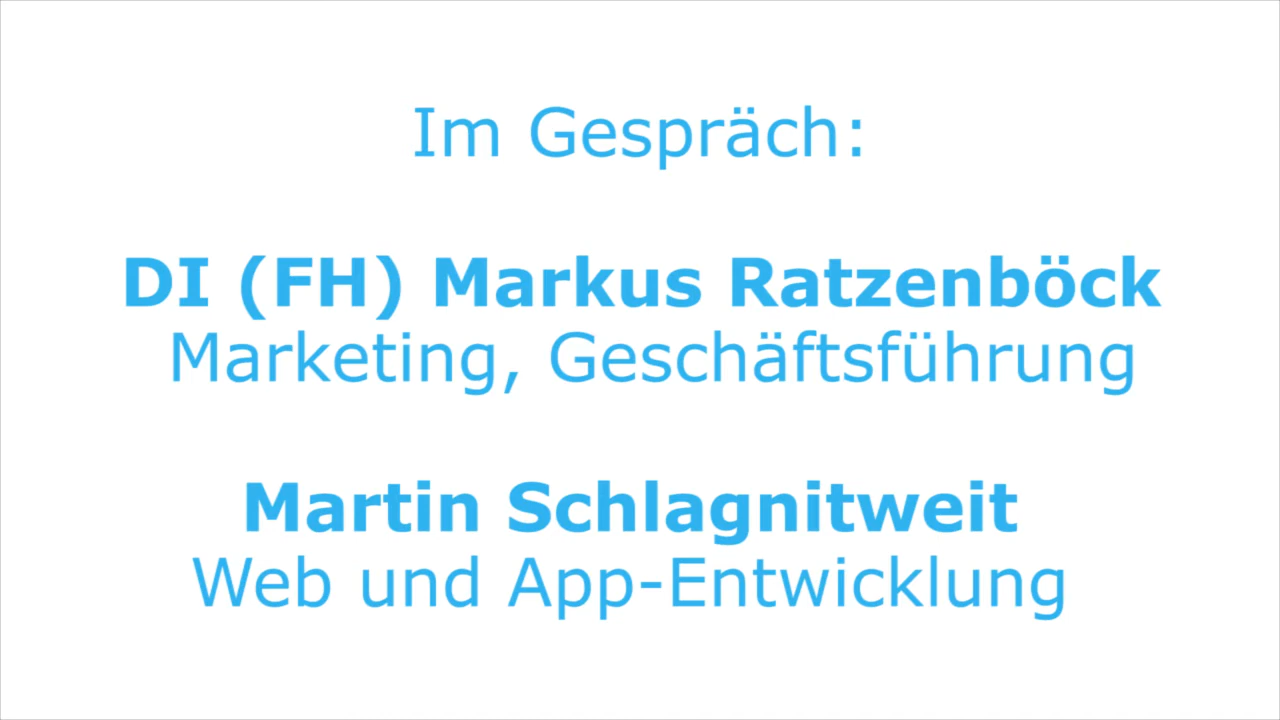 Im Gespräch:
DI (FH) Markus Ratzenböck
Marketing, Geschäftsführung
Martin Schlagnitweit
Web und App-Entwicklung